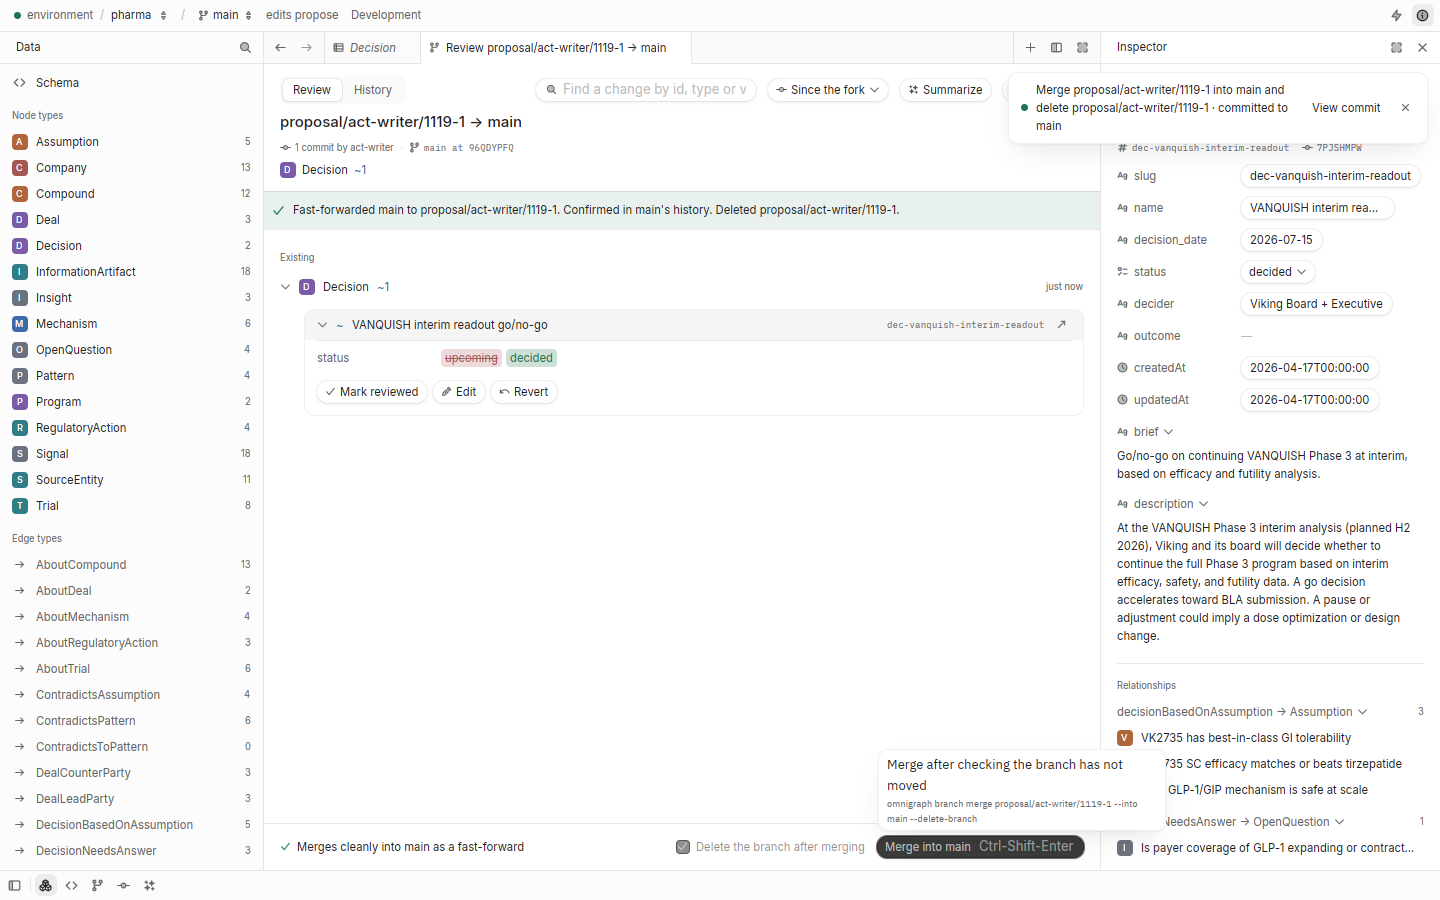 environment / pharma / main edits propose Development
Data
Schema
Node types
A Assumption 5
C Company 13
C Compound 12
D Deal 3
D Decision 2
I InformationArtifact 18
I Insight 3
M Mechanism 6
O OpenQuestion 4
P Pattern 4
P Program 2
R RegulatoryAction 4
S Signal 18
S SourceEntity 11
T Trial 8
Edge types
AboutCompound 13
AboutDeal 2
AboutMechanism 4
AboutRegulatoryAction 3
AboutTrial 6
ContradictsAssumption 4
ContradictsPattern 6
ContradictsToPattern 0
DealCounterParty 3
DealLeadParty 3
DecisionBasedOnAssumption 5
DecisionNeedsAnswer 3
Decision
Review proposal/act-writer/1119-1 → main
Review History
Find a change by id, type or v
Since the fork
Summarize
proposal/act-writer/1119-1 → main
1 commit by act-writer · main at 96QDYPFQ
D Decision ~1
Fast-forwarded main to proposal/act-writer/1119-1. Confirmed in main's history. Deleted proposal/act-writer/1119-1.
Existing
D Decision ~1 just now
~ VANQUISH interim readout go/no-go dec-vanquish-interim-readout
status upcoming decided
Mark reviewed Edit Revert
Merge after checking the branch has not
moved
omnigraph branch merge proposal/act-writer/1119-1 --into
main --delete-branch
Merges cleanly into main as a fast-forward
Delete the branch after merging
Merge into main Ctrl-Shift-Enter
Inspector
Merge proposal/act-writer/1119-1 into main and
delete proposal/act-writer/1119-1 · committed to
main
View commit
# dec-vanquish-interim-readout 7PJSHMPW
Ag slug dec-vanquish-interim-readout
Ag name VANQUISH interim rea...
Ag decision_date 2026-07-15
status decided
Ag decider Viking Board + Executive
Ag outcome —
createdAt 2026-04-17T00:00:00
updatedAt 2026-04-17T00:00:00
Ag brief
Go/no-go on continuing VANQUISH Phase 3 at interim,
based on efficacy and futility analysis.
Ag description
At the VANQUISH Phase 3 interim analysis (planned H2
2026), Viking and its board will decide whether to
continue the full Phase 3 program based on interim
efficacy, safety, and futility data. A go decision
accelerates toward BLA submission. A pause or
adjustment could imply a dose optimization or design
change.
Relationships
decisionBasedOnAssumption → Assumption 3
V VK2735 has best-in-class GI tolerability
735 SC efficacy matches or beats tirzepatide
GLP-1/GIP mechanism is safe at scale
NeedsAnswer → OpenQuestion 1
I Is payer coverage of GLP-1 expanding or contract...